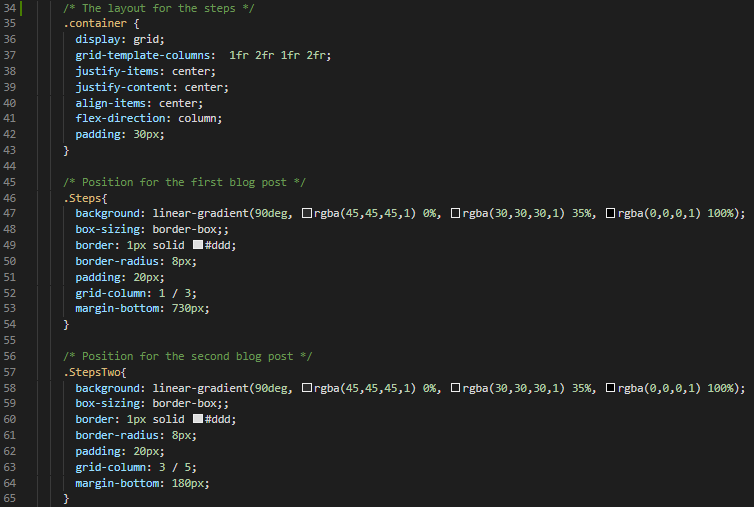 34 /* The layout for the steps */
35 .container {
36 display: grid;
37 grid-template-columns:  1fr 2fr 1fr 2fr;
38 justify-items: center;
39 justify-content: center;
40 align-items: center;
41 flex-direction: column;
42 padding: 30px;
43 }
44
45 /* Position for the first blog post */
46 .Steps{
47 background: linear-gradient(90deg, rgba(45,45,45,1) 0%, rgba(30,30,30,1) 35%, rgba(0,0,0,1) 100%);
48 box-sizing: border-box;;
49 border: 1px solid #ddd;
50 border-radius: 8px;
51 padding: 20px;
52 grid-column: 1 / 3;
53 margin-bottom: 730px;
54 }
55
56 /* Position for the second blog post */
57 .StepsTwo{
58 background: linear-gradient(90deg, rgba(45,45,45,1) 0%, rgba(30,30,30,1) 35%, rgba(0,0,0,1) 100%);
59 box-sizing: border-box;;
60 border: 1px solid #ddd;
61 border-radius: 8px;
62 padding: 20px;
63 grid-column: 3 / 5;
64 margin-bottom: 180px;
65 }